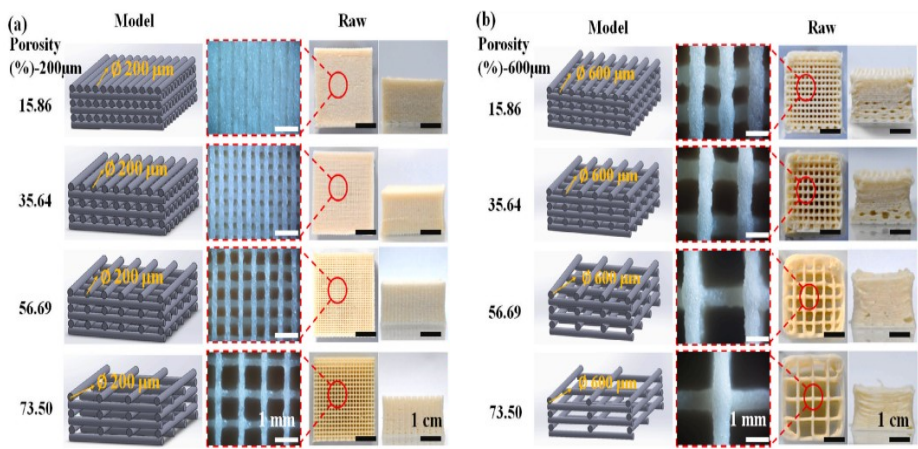 (a)
Model
Raw
Porosity
(%)-200μm
15.86
Ø 200 μm
35.64
Ø 200 μm
56.69
Ø 200 μm
73.50
Ø 200 μm
1 mm
1 cm
(b)
Model
Raw
Porosity
(%)-600μm
15.86
Ø 600 μm
35.64
Ø 600 μm
56.69
Ø 600 μm
73.50
Ø 600 μm
1 mm
1 cm